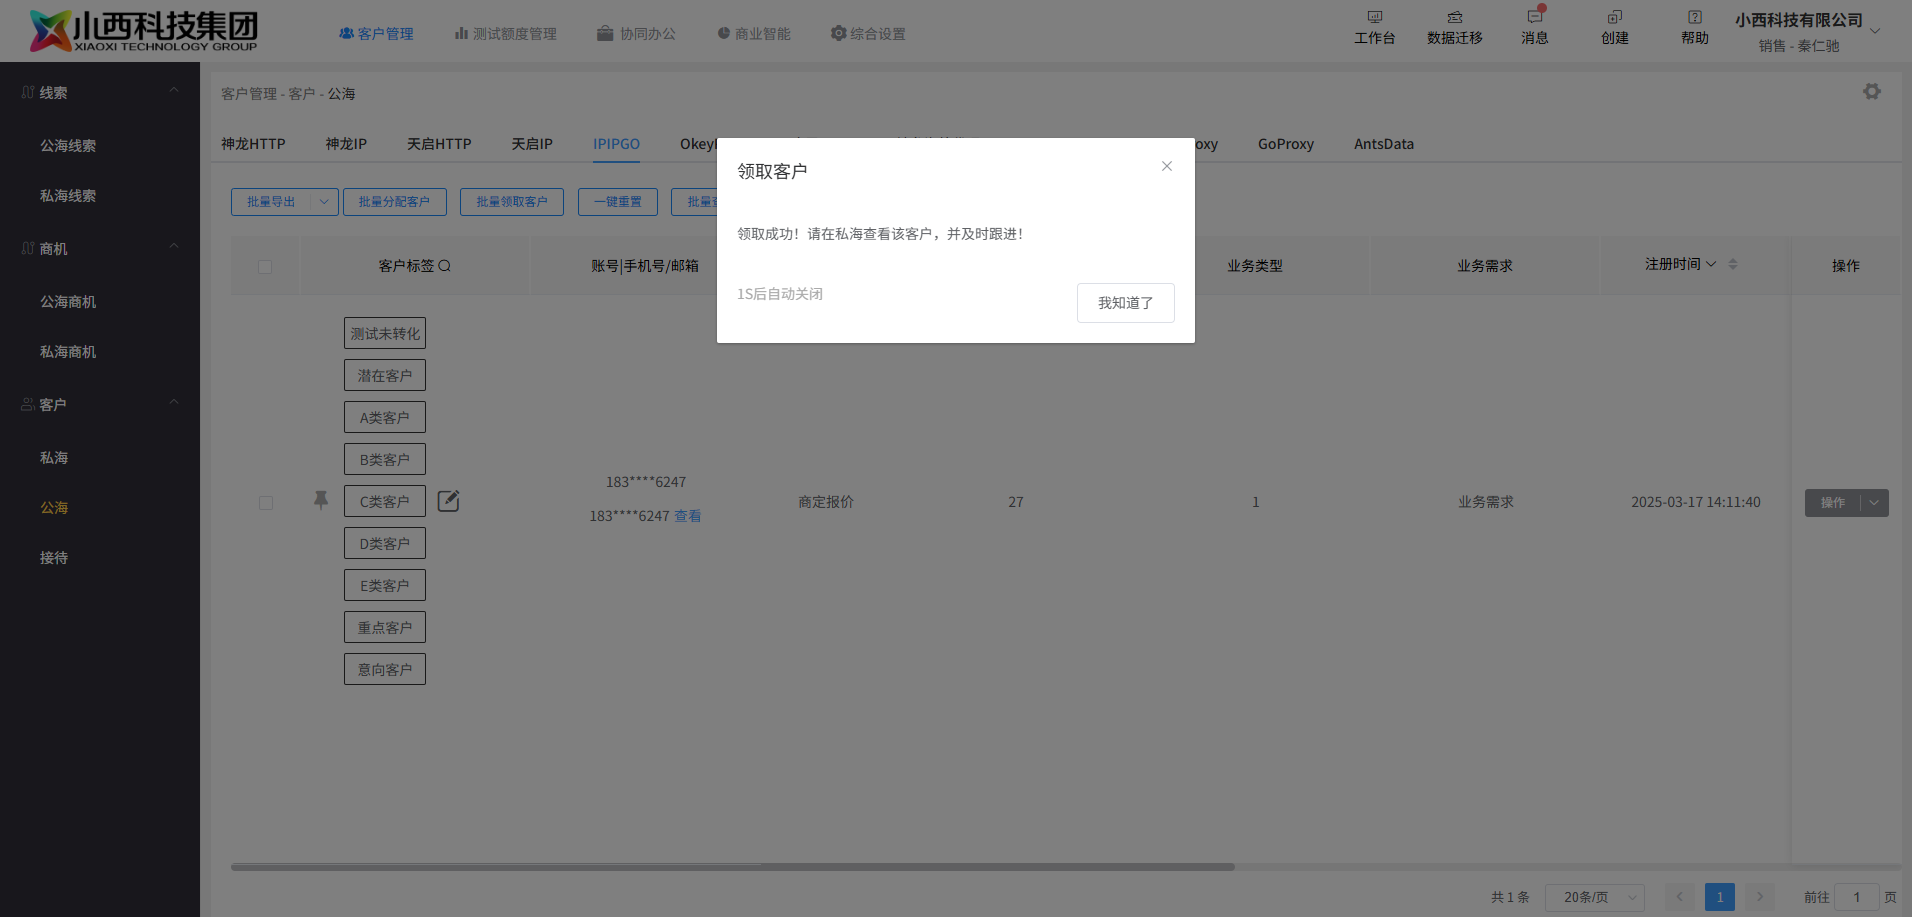 小西科技集团
XIAOXI TECHNOLOGY GROUP
客户管理 测试额度管理 协同办公 商业智能 综合设置
工作台 数据迁移 消息 创建 帮助
小西科技有限公司
销售 - 秦仁驰
线索
公海线索
私海线索
商机
公海商机
私海商机
客户
私海
公海
接待
客户管理 - 客户 - 公海
神龙HTTP 神龙IP 天启HTTP 天启IP IPIPGO Okey oxy GoProxy AntsData
批量导出 批量分配客户 批量领取客户 一键重置 批量
领取客户
领取成功！请在私海查看该客户，并及时跟进！
1S后自动关闭
我知道了
客户标签 账号|手机号/邮箱 业务类型 业务需求 注册时间 操作
测试未转化
潜在客户
A类客户
B类客户
C类客户
D类客户
E类客户
重点客户
意向客户
183****6247
183****6247 查看
商定报价 27 1 业务需求 2025-03-17 14:11:40 操作
共 1 条 20条/页 1 前往 1 页